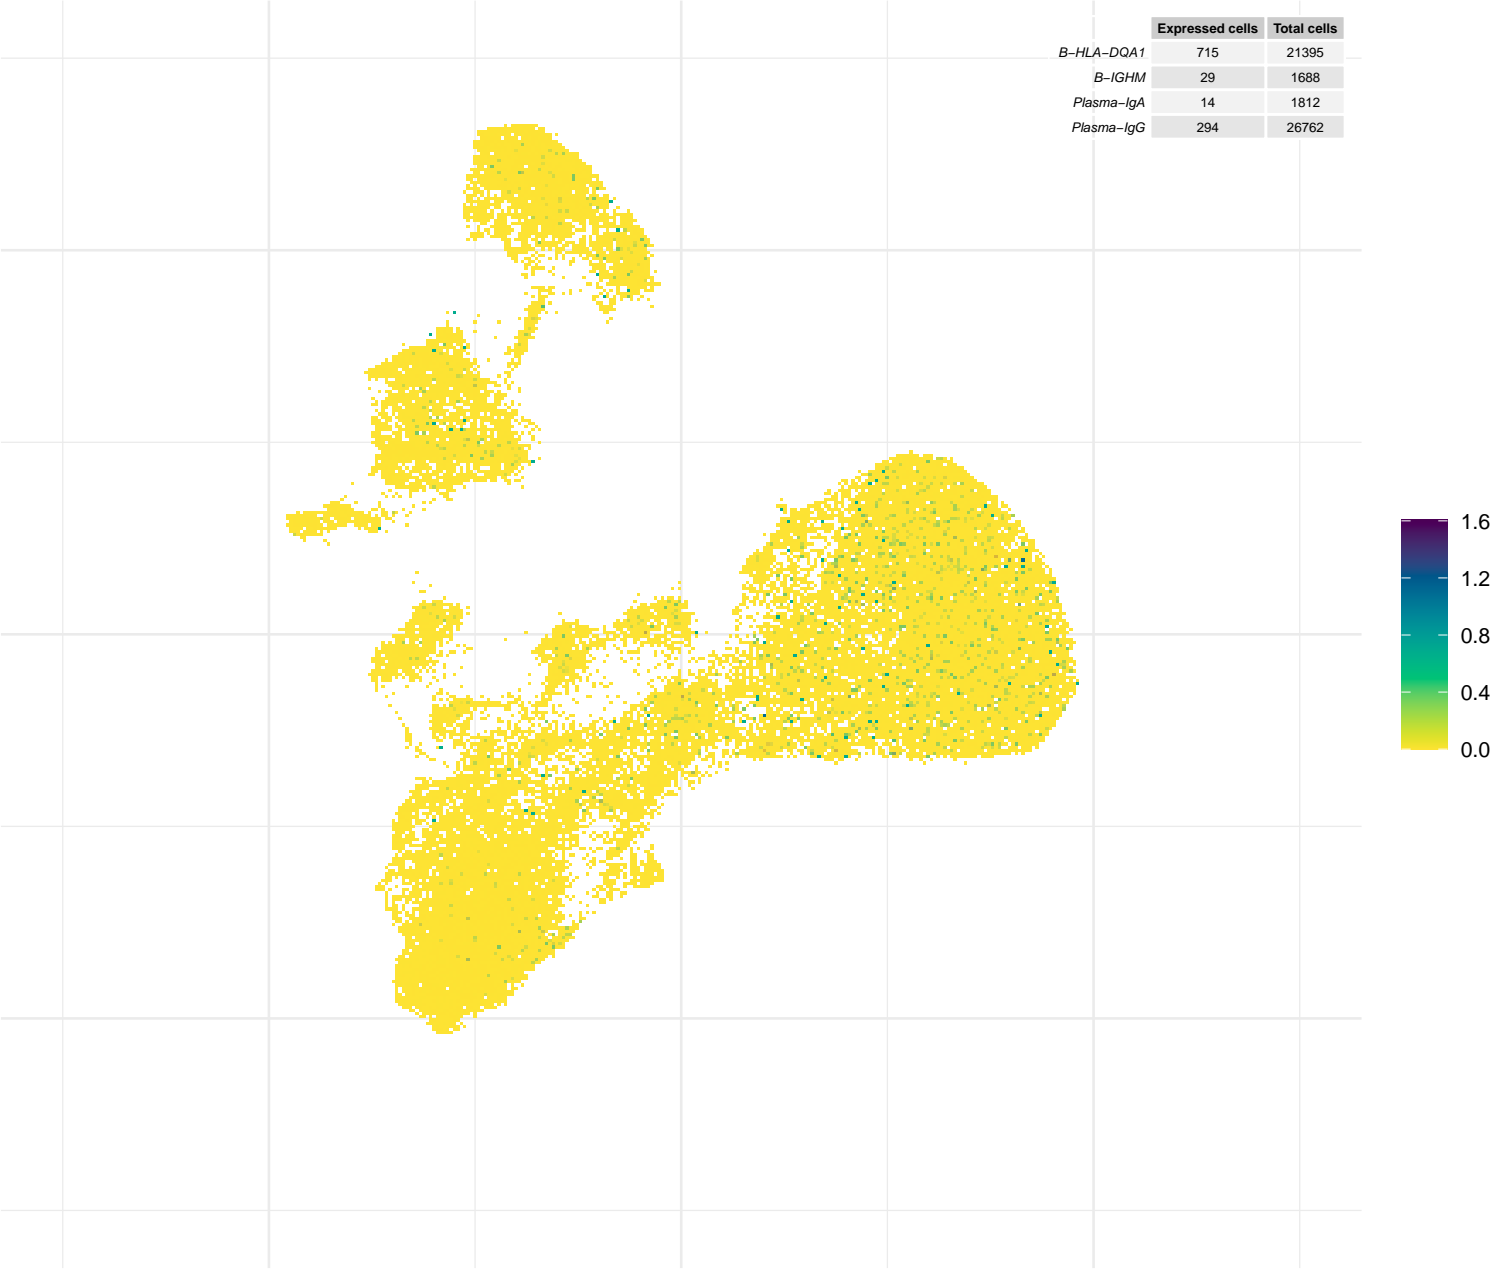 Expressed cells Total cells
B−HLA−DQA1 715 21395
B−IGHM 29 1688
Plasma−IgA 14 1812
Plasma−IgG 294 26762
1.6
1.2
0.8
0.4
0.0